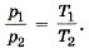 p₁/p₂ = T₁/T₂.